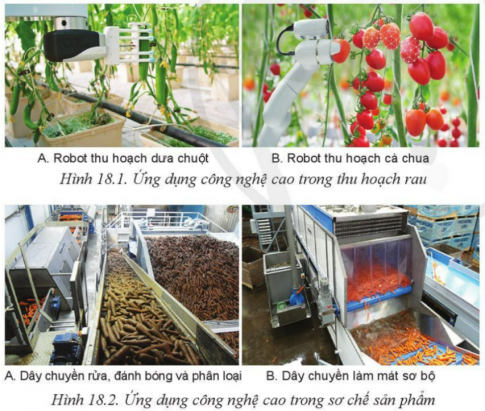 A. Robot thu hoạch dưa chuột
B. Robot thu hoạch cà chua
Hình 18.1. Ứng dụng công nghệ cao trong thu hoạch rau
A. Dây chuyền rửa, đánh bóng và phân loại
B. Dây chuyền làm mát sơ bộ
Hình 18.2. Ứng dụng công nghệ cao trong sơ chế sản phẩm